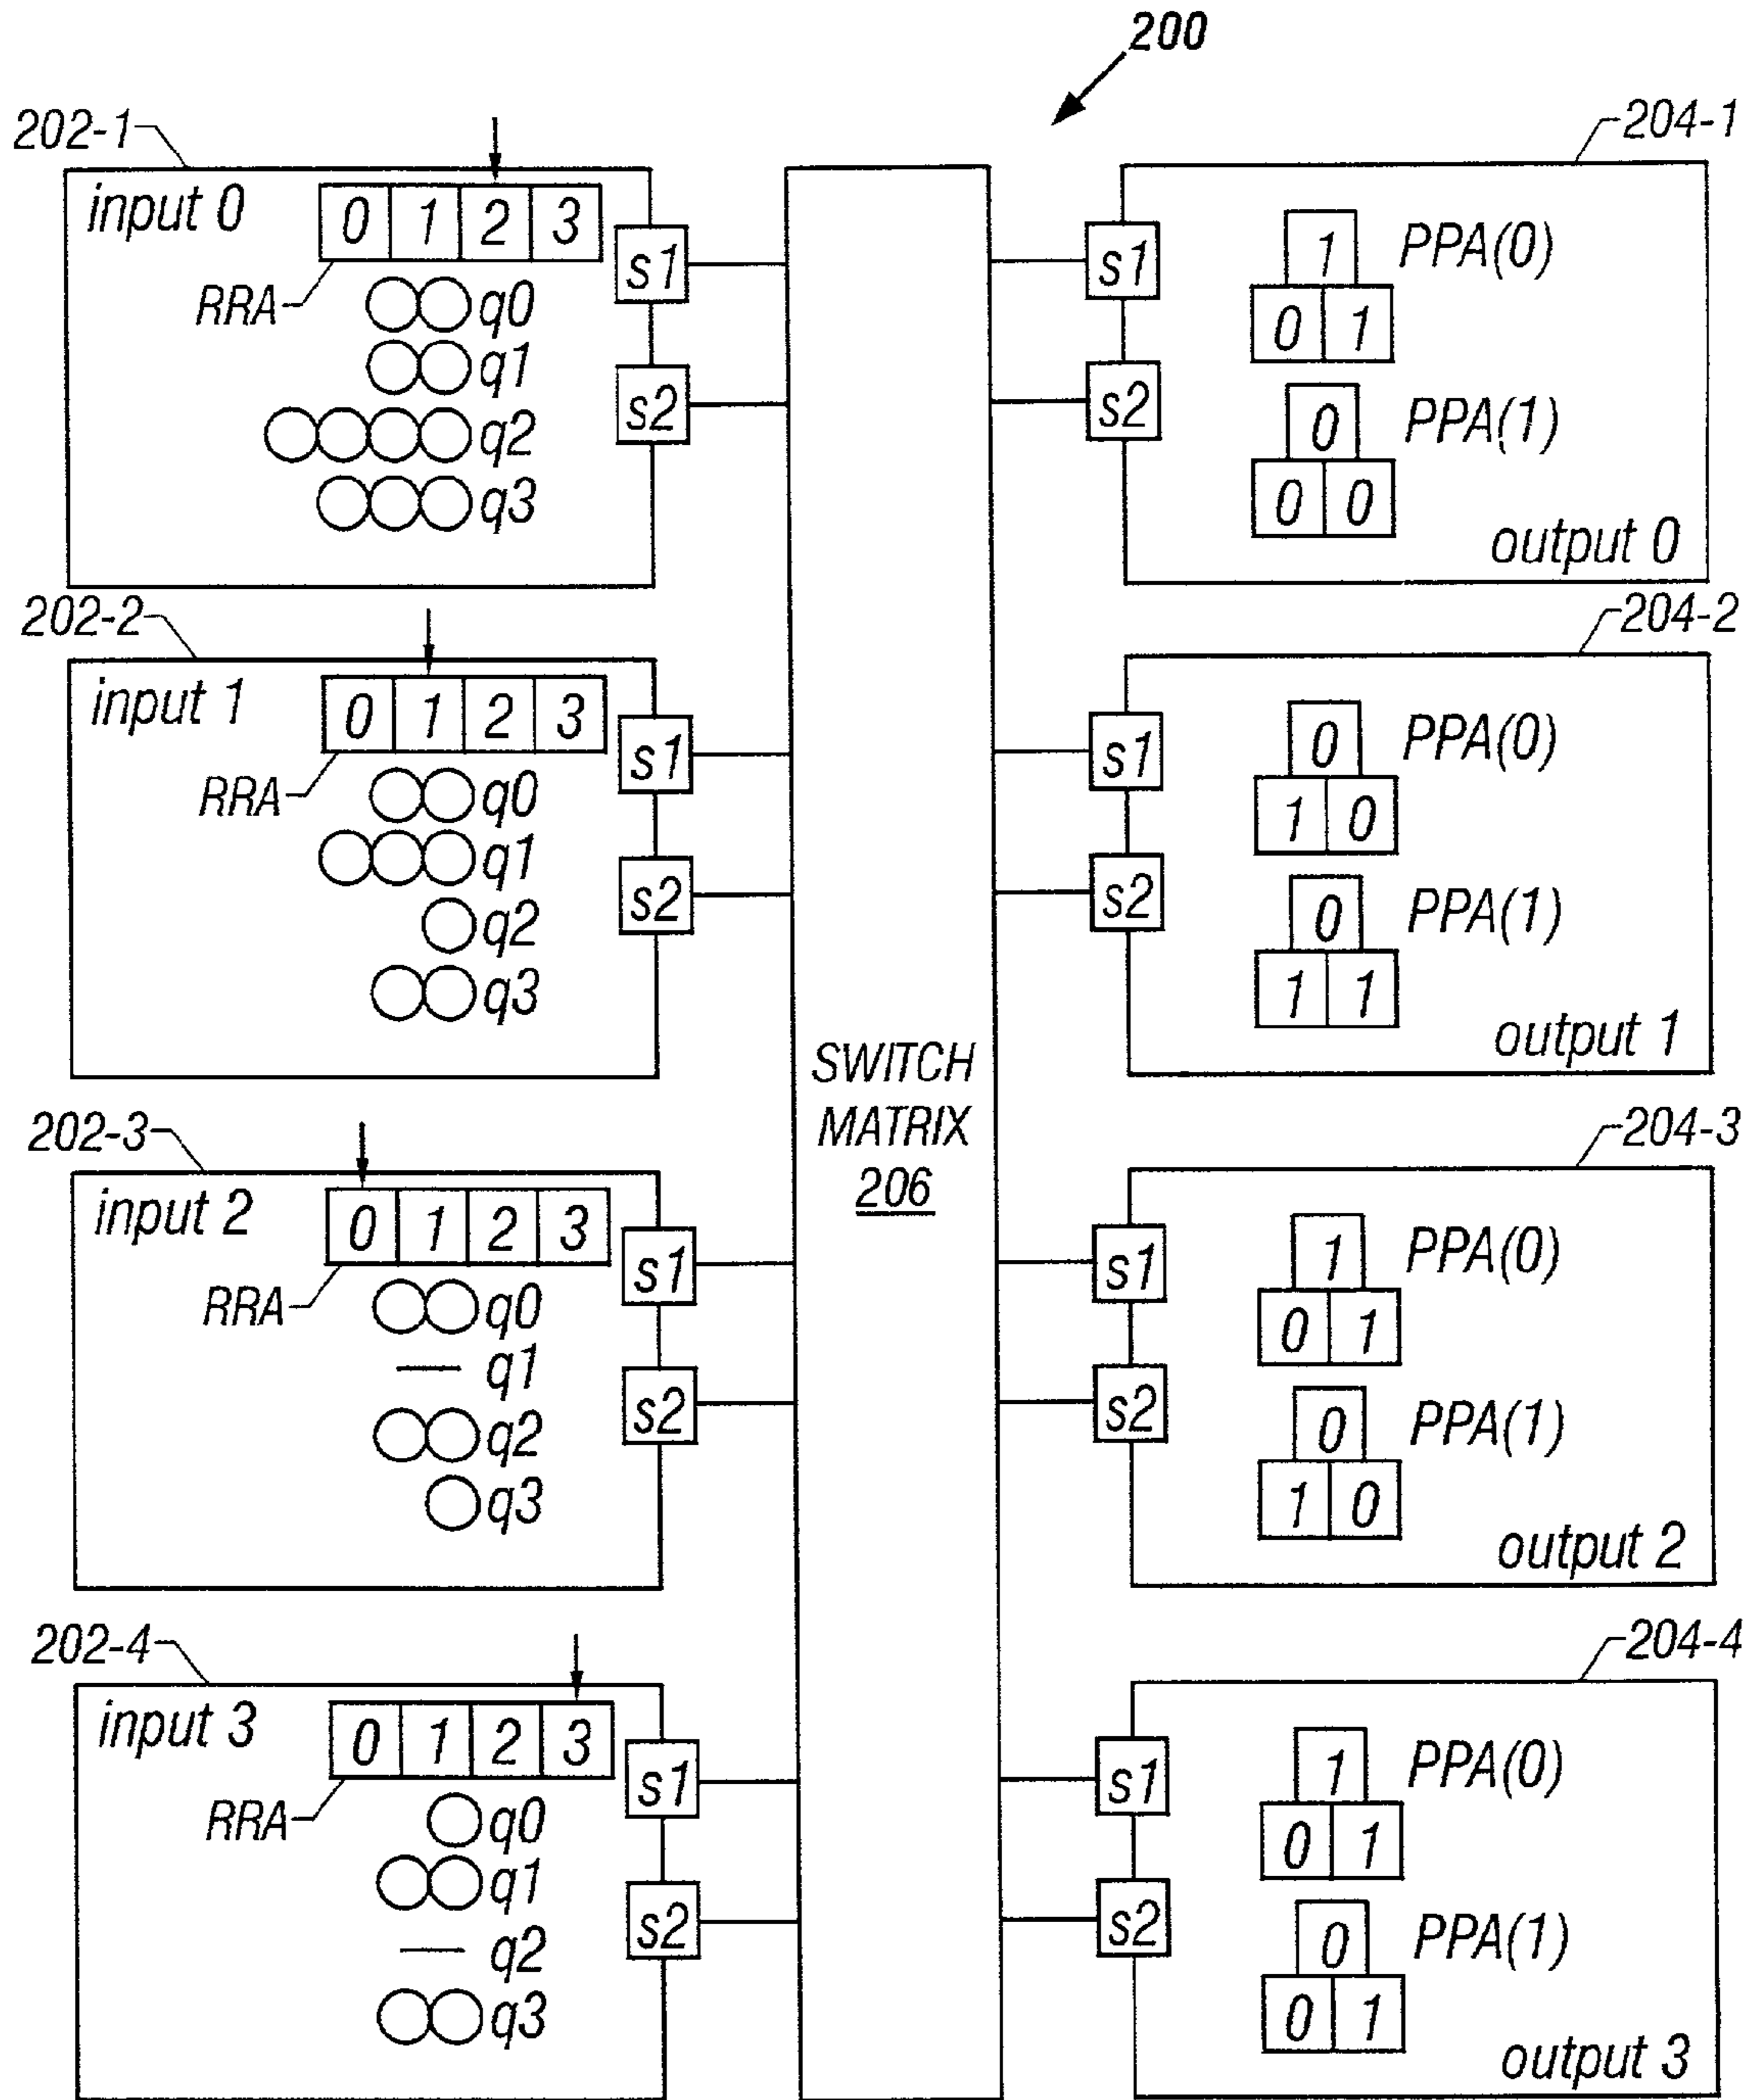 200
202-1
input 0
0 1 2 3
RRA
q0
q1
q2
q3
s1
s2
202-2
input 1
0 1 2 3
RRA
q0
q1
q2
q3
s1
s2
202-3
input 2
0 1 2 3
RRA
q0
q1
q2
q3
s1
s2
202-4
input 3
0 1 2 3
RRA
q0
q1
q2
q3
s1
s2
SWITCH
MATRIX
206
204-1
s1
s2
1 PPA(0)
0 1
0 PPA(1)
0 0
output 0
204-2
s1
s2
0 PPA(0)
1 0
0 PPA(1)
1 1
output 1
204-3
s1
s2
1 PPA(0)
0 1
0 PPA(1)
1 0
output 2
204-4
s1
s2
1 PPA(0)
0 1
0 PPA(1)
0 1
output 3